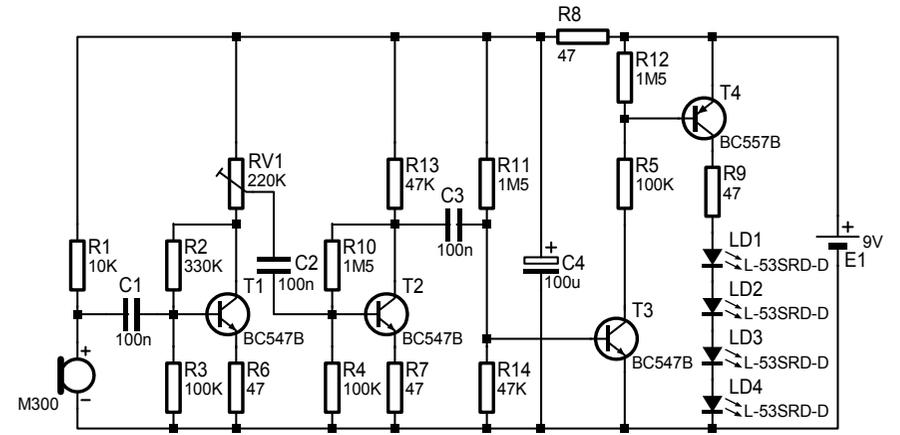 R8
47
R12
1M5
T4
BC557B
RV1
220K
R13
47K
R11
1M5
R5
100K
R9
47
C3
100n
R1
10K
R2
330K
C1
100n
T1
BC547B
C2
100n
R10
1M5
T2
BC547B
+
C4
100u
T3
BC547B
LD1
L-53SRD-D
LD2
L-53SRD-D
LD3
L-53SRD-D
LD4
L-53SRD-D
+
9V
E1
+
M300
−
R3
100K
R6
47
R4
100K
R7
47
R14
47K